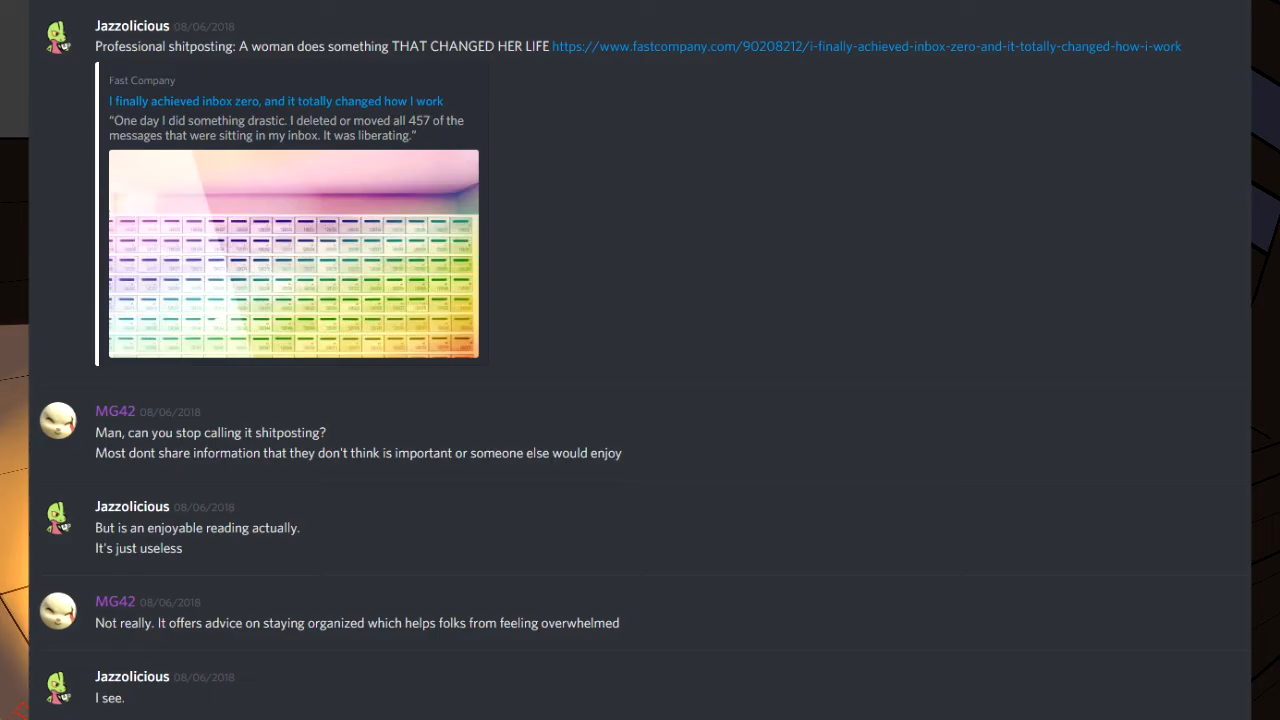 Jazzolicious 08/06/2018
Professional shitposting: A woman does something THAT CHANGED HER LIFE https://www.fastcompany.com/90208212/i-finally-achieved-inbox-zero-and-it-totally-changed-how-i-work
Fast Company
I finally achieved inbox zero, and it totally changed how I work
“One day I did something drastic. I deleted or moved all 457 of the
messages that were sitting in my inbox. It was liberating.”
MG42 08/06/2018
Man, can you stop calling it shitposting?
Most dont share information that they don't think is important or someone else would enjoy
Jazzolicious 08/06/2018
But is an enjoyable reading actually.
It's just useless
MG42 08/06/2018
Not really. It offers advice on staying organized which helps folks from feeling overwhelmed
Jazzolicious 08/06/2018
I see.